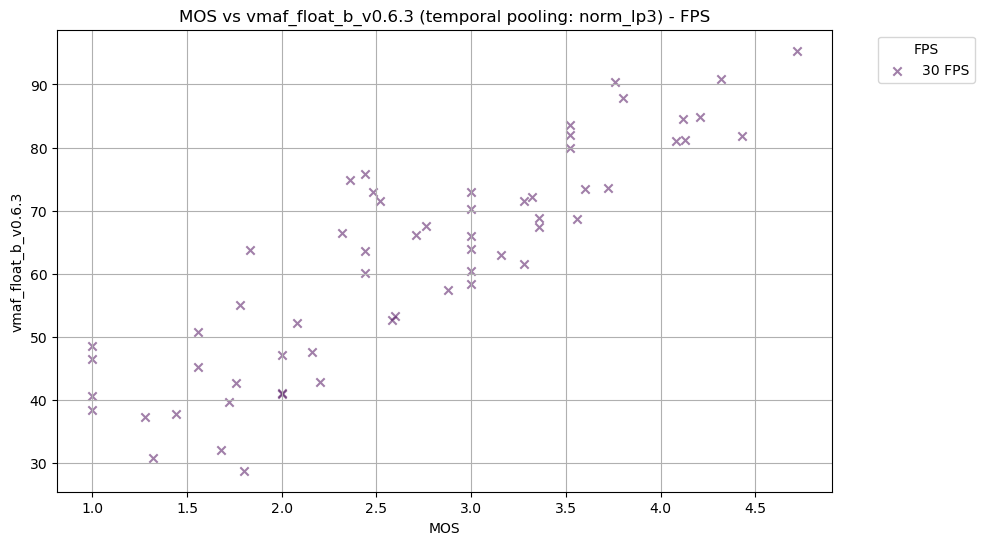 MOS vs vmaf_float_b_v0.6.3 (temporal pooling: norm_lp3) - FPS
FPS
30 FPS
vmaf_float_b_v0.6.3
90
80
70
60
50
40
30
1.0 1.5 2.0 2.5 3.0 3.5 4.0 4.5
MOS